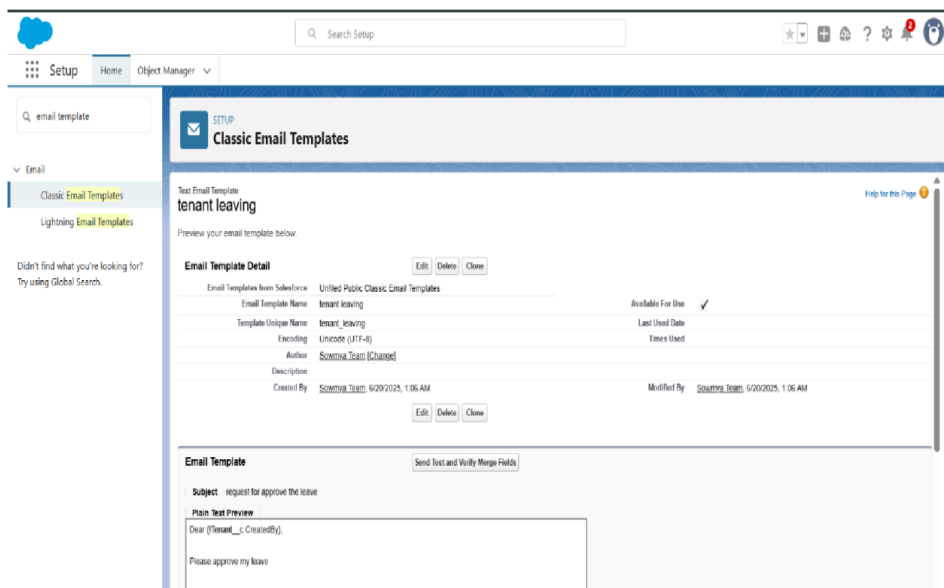 Search Setup
2
Setup
Home
Object Manager
email template
Email
Classic Email Templates
Lightning Email Templates
Didn't find what you're looking for?
Try using Global Search.
SETUP
Classic Email Templates
Text Email Template
tenant leaving
Help for this Page
Preview your email template below.
Email Template Detail
Edit Delete Clone
Email Templates from Salesforce Unfiled Public Classic Email Templates
Email Template Name tenant leaving Available For Use ✓
Template Unique Name tenant_leaving Last Used Date
Encoding Unicode (UTF-8) Times Used
Author Sowmya Team [Change]
Description
Created By Sowmya Team, 6/20/2025, 1:06 AM Modified By Sowmya Team, 6/20/2025, 1:06 AM
Edit Delete Clone
Email Template Send Test and Verify Merge Fields
Subject request for approve the leave
Plain Text Preview
Dear {!Tenant__c.CreatedBy},
Please approve my leave